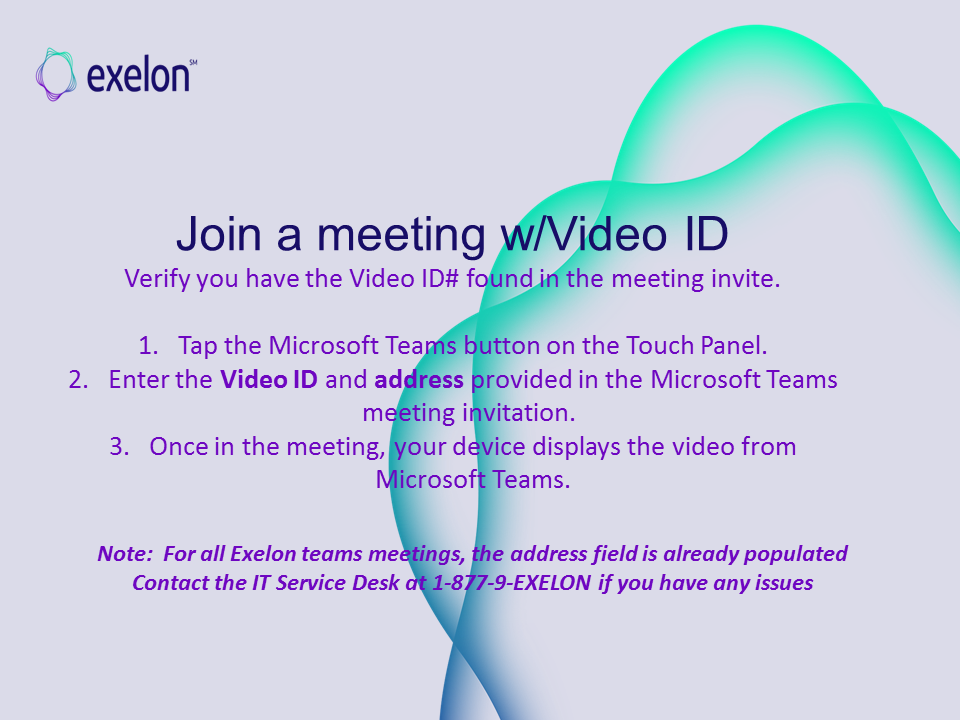 exelon℠
Join a meeting w/Video ID
Verify you have the Video ID# found in the meeting invite.
1. Tap the Microsoft Teams button on the Touch Panel.
2. Enter the Video ID and address provided in the Microsoft Teams
meeting invitation.
3. Once in the meeting, your device displays the video from
Microsoft Teams.
Note: For all Exelon teams meetings, the address field is already populated
Contact the IT Service Desk at 1-877-9-EXELON if you have any issues